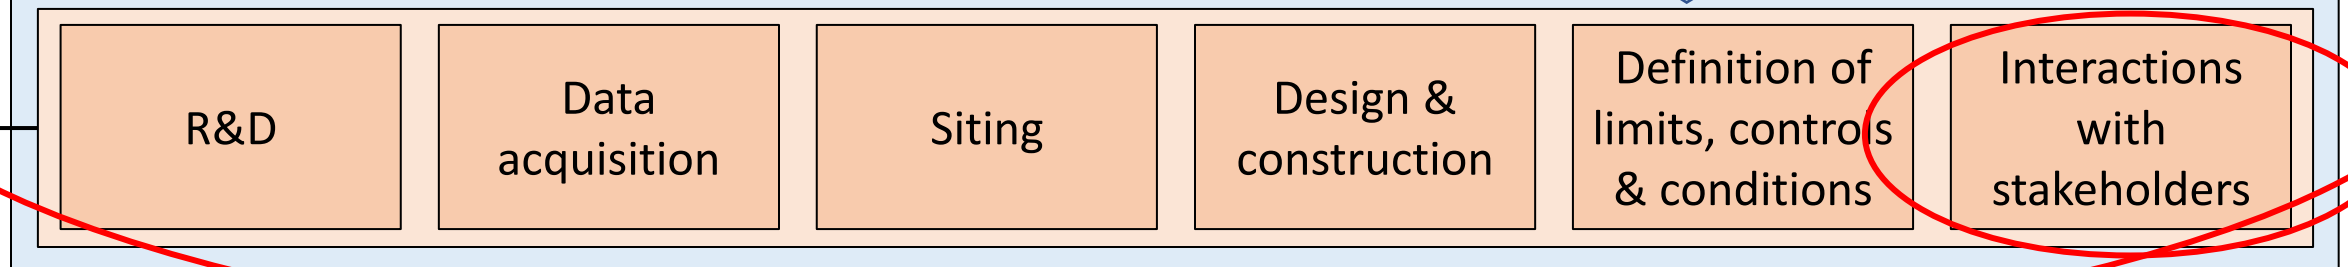 R&D
Data
acquisition
Siting
Design &
construction
Definition of
limits, controls
& conditions
Interactions
with
stakeholders